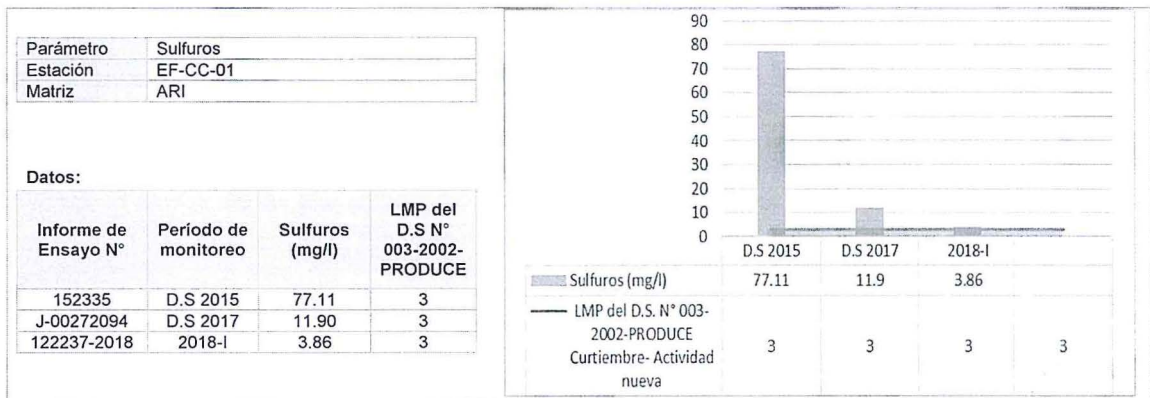 Parámetro Sulfuros
Estación EF-CC-01
Matriz ARI
Datos:
Informe de Ensayo N° Período de monitoreo Sulfuros (mg/l) LMP del D.S N° 003-2002-PRODUCE
152335 D.S 2015 77.11 3
J-00272094 D.S 2017 11.90 3
122237-2018 2018-I 3.86 3
90
80
70
60
50
40
30
20
10
0
D.S 2015 D.S 2017 2018-I
Sulfuros (mg/l) 77.11 11.9 3.86
LMP del D.S. N° 003-
2002-PRODUCE
Curtiembre- Actividad
nueva
3 3 3 3